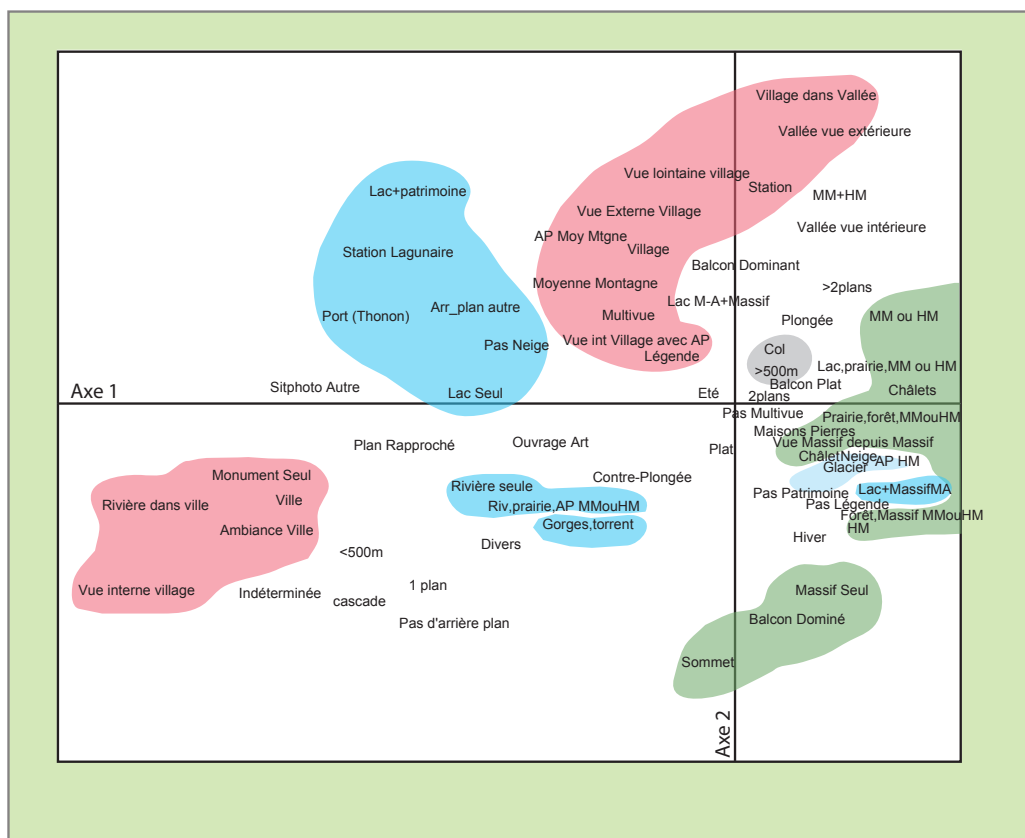 Village dans Vallée
Vallée vue extérieure
Vue lointaine village
Station
Lac+patrimoine
MM+HM
Vue Externe Village
Vallée vue intérieure
AP Moy Mtgne
Village
Station Lagunaire
Balcon Dominant
Moyenne Montagne
>2plans
Lac M-A+Massif
Arr_plan autre
Port (Thonon)
Multivue
Plongée
MM ou HM
Pas Neige
Vue int Village avec AP
Légende
Col
>500m
Lac,prairie,MM ou HM
Balcon Plat
Axe 1
Sitphoto Autre
Lac Seul
Eté
2plans
Châlets
Pas Multivue
Prairie,forêt,MMouHM
Maisons Pierres
Plan Rapproché
Ouvrage Art
Plat
Vue Massif depuis Massif
ChâletNeige
AP HM
Glacier
Monument Seul
Contre-Plongée
Rivière seule
Pas Patrimoine
Lac+MassifMA
Rivière dans ville
Ville
Riv,prairie,AP MMouHM
Pas Légende
Forêt,Massif MMouHM
Ambiance Ville
Gorges,torrent
HM
Hiver
Divers
<500m
Vue interne village
Indéterminée
cascade
1 plan
Massif Seul
Pas d'arrière plan
Balcon Dominé
Sommet
Axe 2